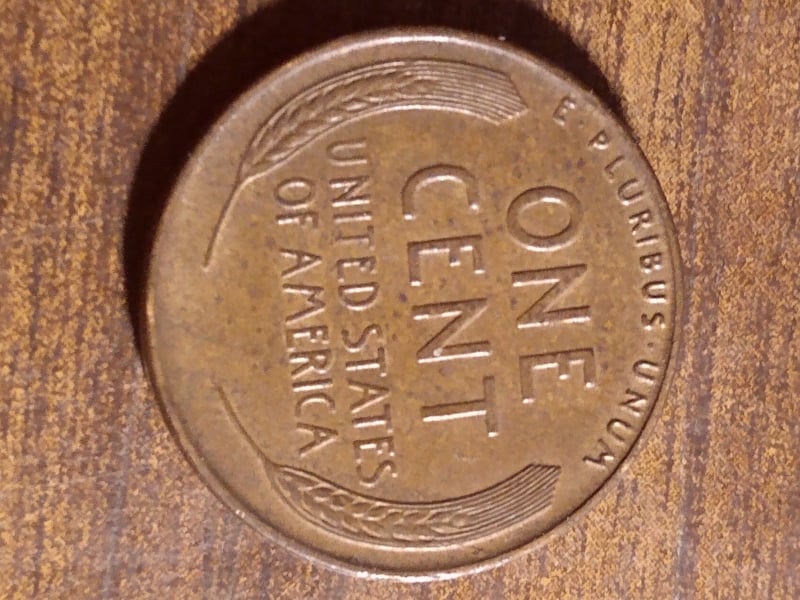 E·PLURIBUS·UNUM
ONE
CENT
UNITED STATES
OF AMERICA